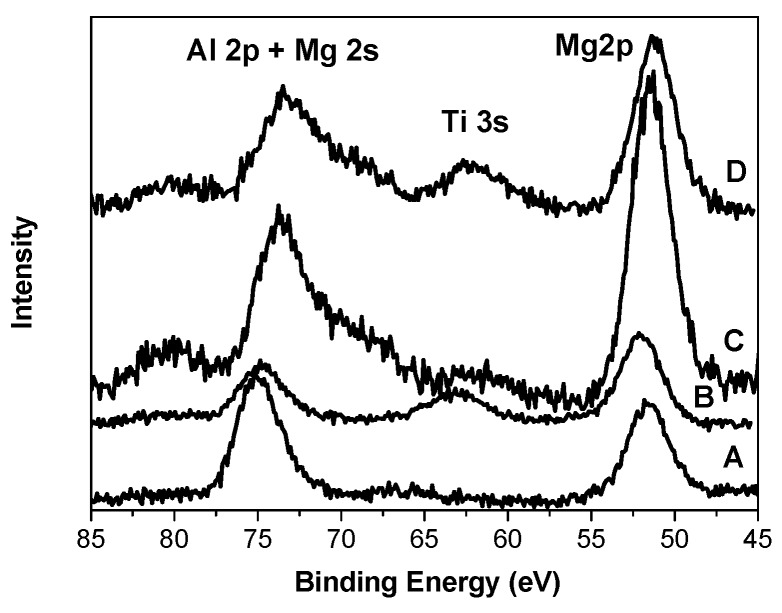 Al 2p + Mg 2s
Mg2p
Ti 3s
D
C
B
A
Intensity
85 80 75 70 65 60 55 50 45
Binding Energy (eV)